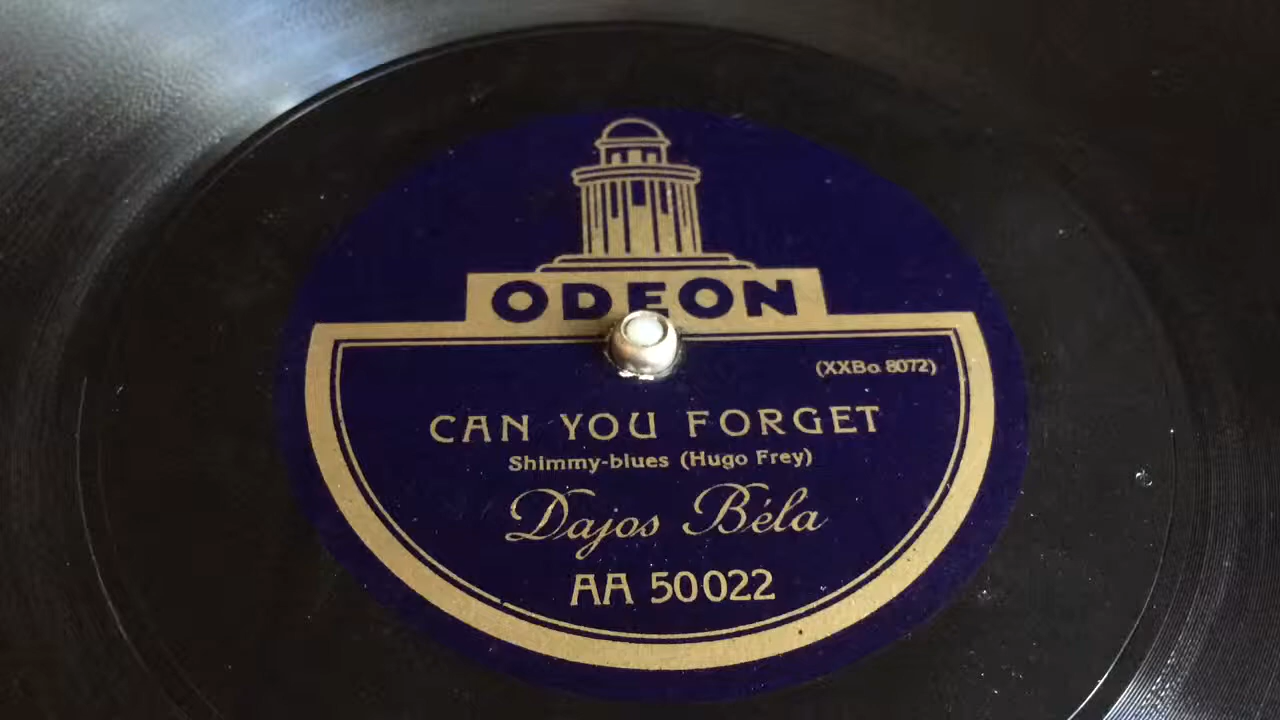 ODEON
(XXBo 8072)
CAN YOU FORGET
Shimmy-blues (Hugo Frey)
Dajos Béla
AA 50022